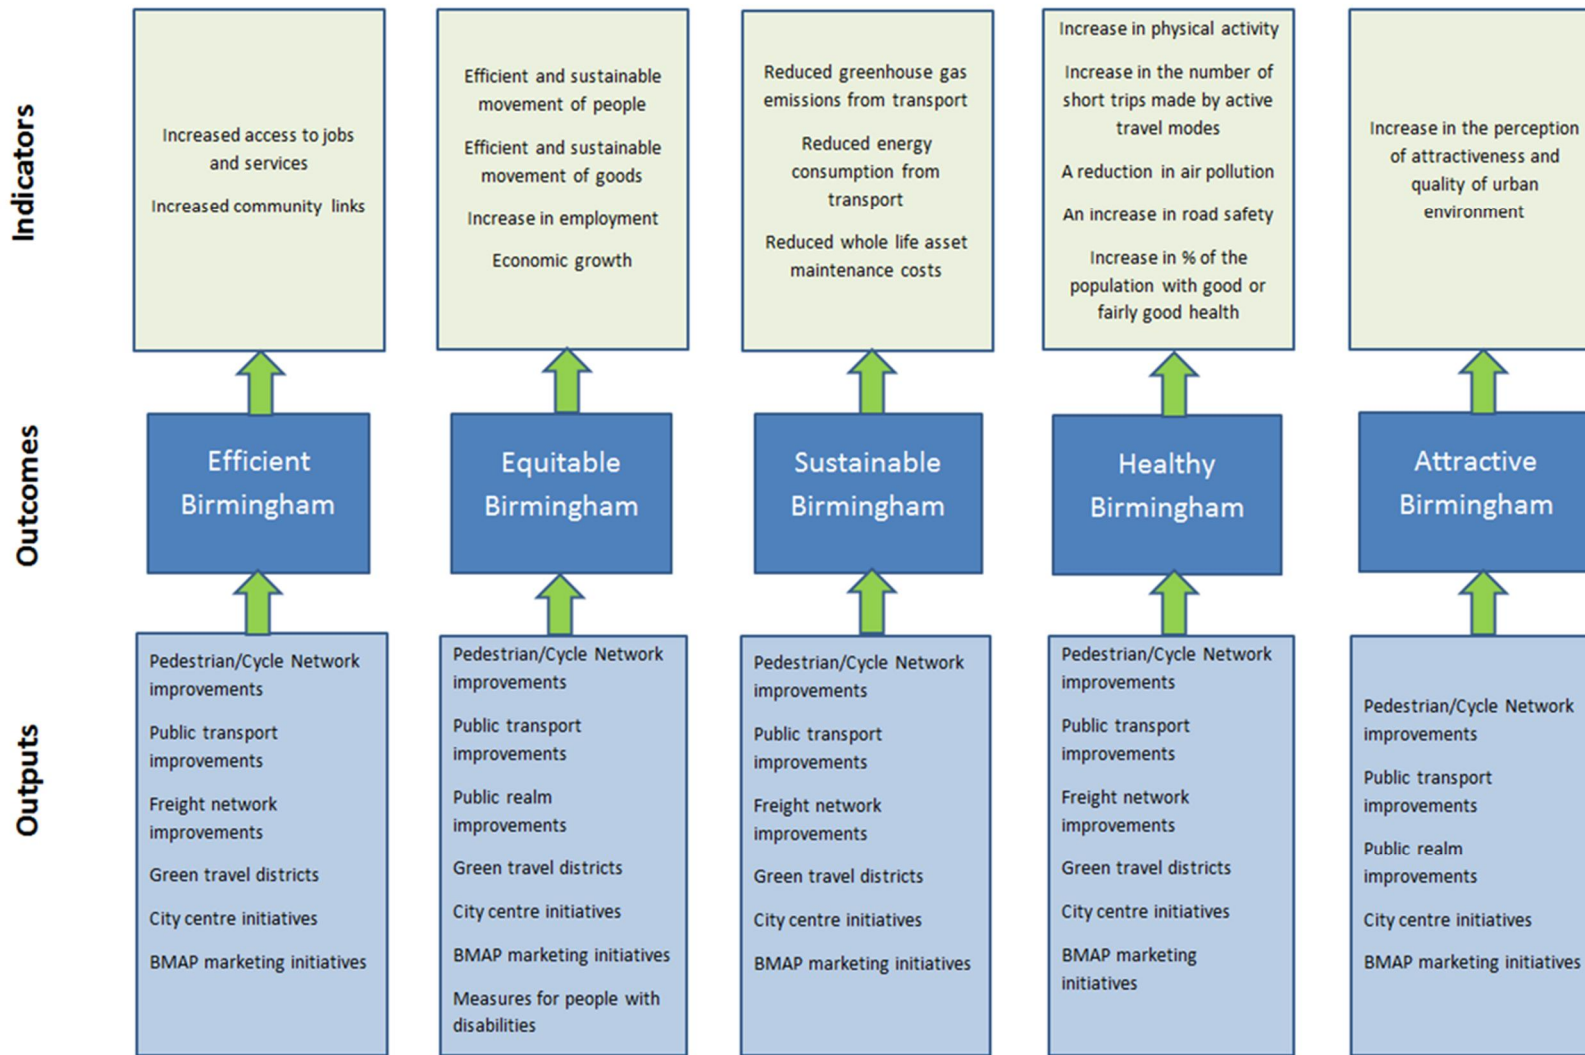 Indicators
Increased access to jobs
and services
Increased community links
Efficient and sustainable
movement of people
Efficient and sustainable
movement of goods
Increase in employment
Economic growth
Reduced greenhouse gas
emissions from transport
Reduced energy
consumption from
transport
Reduced whole life asset
maintenance costs
Increase in physical activity
Increase in the number of
short trips made by active
travel modes
A reduction in air pollution
An increase in road safety
Increase in % of the
population with good or
fairly good health
Increase in the perception
of attractiveness and
quality of urban
environment
Outcomes
Efficient
Birmingham
Equitable
Birmingham
Sustainable
Birmingham
Healthy
Birmingham
Attractive
Birmingham
Outputs
Pedestrian/Cycle Network
improvements
Public transport
improvements
Freight network
improvements
Green travel districts
City centre initiatives
BMAP marketing initiatives
Pedestrian/Cycle Network
improvements
Public transport
improvements
Public realm
improvements
Green travel districts
City centre initiatives
BMAP marketing initiatives
Measures for people with
disabilities
Pedestrian/Cycle Network
improvements
Public transport
improvements
Freight network
improvements
Green travel districts
City centre initiatives
BMAP marketing initiatives
Pedestrian/Cycle Network
improvements
Public transport
improvements
Freight network
improvements
Green travel districts
City centre initiatives
BMAP marketing
initiatives
Pedestrian/Cycle Network
improvements
Public transport
improvements
Public realm
improvements
City centre initiatives
BMAP marketing initiatives